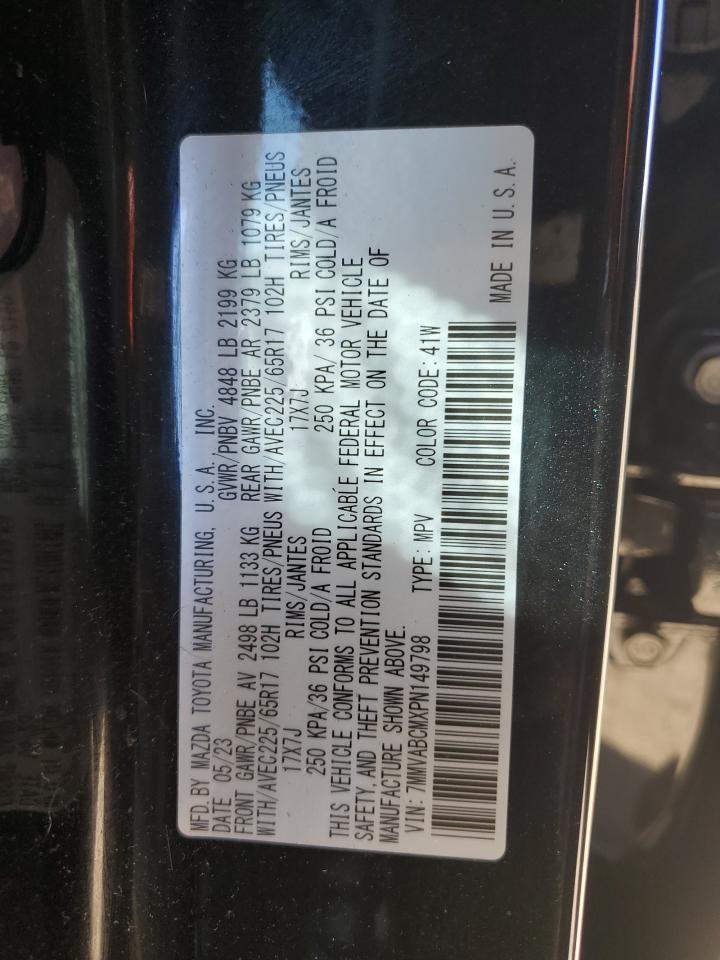 MFD.BY MAZDA TOYOTA MANUFACTURING, U.S.A., INC.
DATE 05/23 GVWR/PNBV 4848 LB 2199 KG
FRONT GAWR/PNBE AV 2498 LB 1133 KG REAR GAWR/PNBE AR 2379 LB 1079 KG
WITH/AVEC225/65R17 102H TIRES/PNEUS WITH/AVEC225/65R17 102H TIRES/PNEUS
17X7J RIMS/JANTES 17X7J RIMS/JANTES
250 KPA/36 PSI COLD/A FROID 250 KPA/ 36 PSI COLD/A FROID
THIS VEHICLE CONFORMS TO ALL APPLICABLE FEDERAL MOTOR VEHICLE
SAFETY, AND THEFT PREVENTION STANDARDS IN EFFECT ON THE DATE OF
MANUFACTURE SHOWN ABOVE.
VIN: 7MMVABCMXPN149798 TYPE: MPV COLOR CODE: 41W
MADE IN U.S.A.